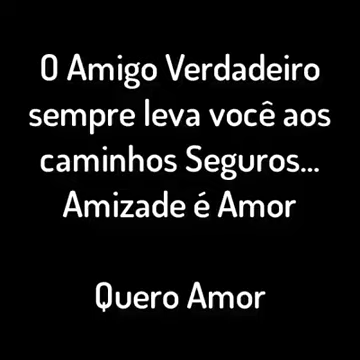 O Amigo Verdadeiro
sempre leva você aos
caminhos Seguros...
Amizade é Amor
Quero Amor